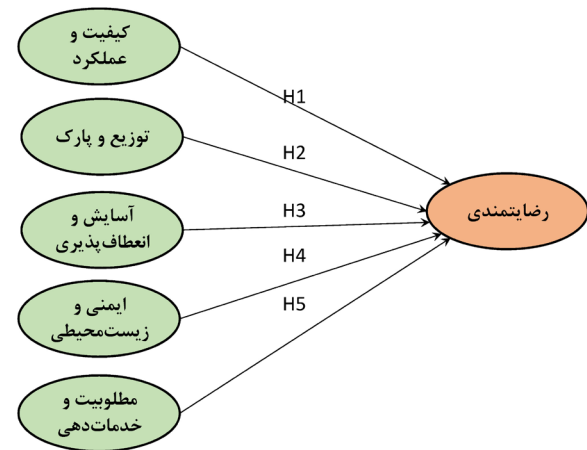 کیفیت و
عملکرد
H1
توزیع و پارک
H2
آسایش و
انعطاف‌پذیری
H3
رضایتمندی
ایمنی و
زیست‌محیطی
H4
مطلوبیت و
خدمات‌دهی
H5